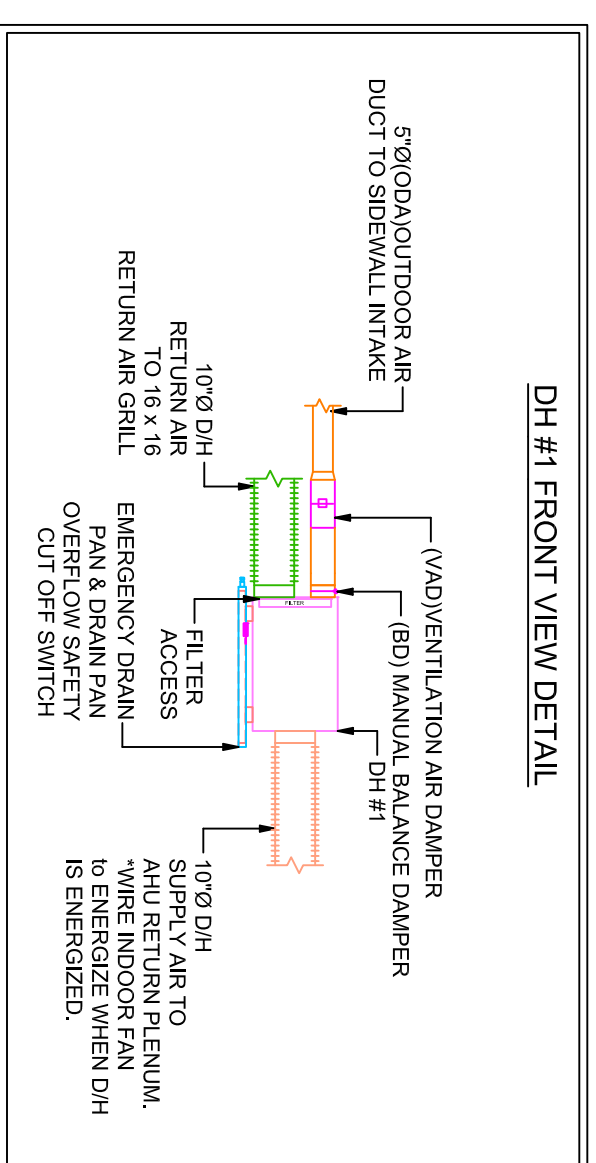 DH #1 FRONT VIEW DETAIL
(VAD)VENTILATION AIR DAMPER
(BD) MANUAL BALANCE DAMPER
DH #1
5"Ø(ODA)OUTDOOR AIR
DUCT TO SIDEWALL INTAKE
FILTER
10"Ø D/H
RETURN AIR
TO 16 x 16
RETURN AIR GRILL
FILTER
ACCESS
EMERGENCY DRAIN
PAN & DRAIN PAN
OVERFLOW SAFETY
CUT OFF SWITCH
10"Ø D/H
SUPPLY AIR TO
AHU RETURN PLENUM.
*WIRE INDOOR FAN
to ENERGIZE WHEN D/H
IS ENERGIZED.